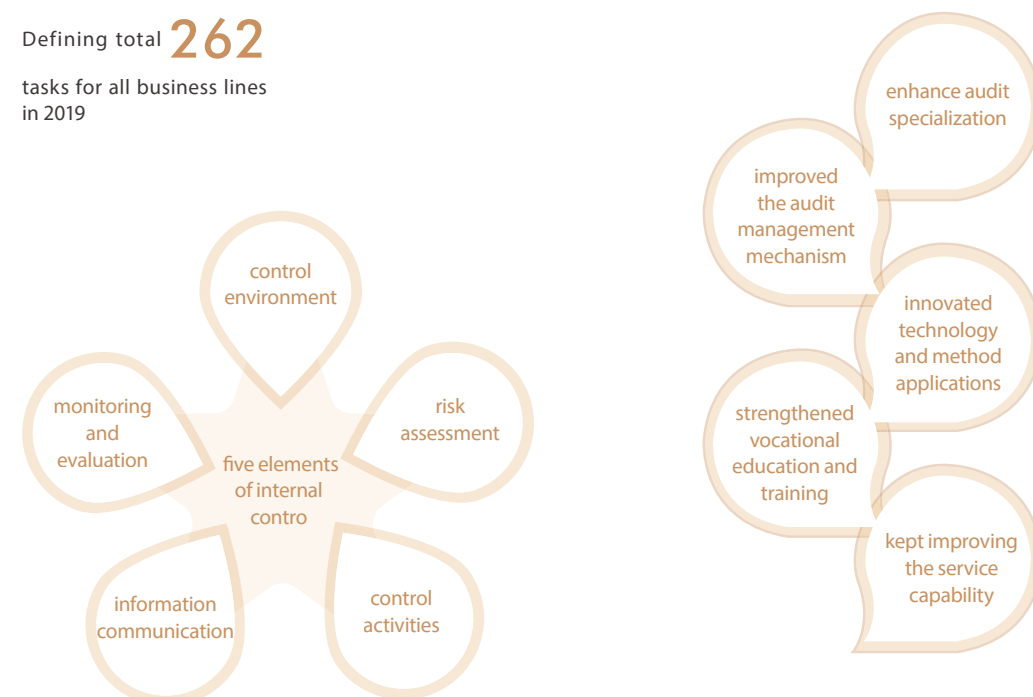 Defining total 262
tasks for all business lines
in 2019
control
environment
risk
assessment
control
activities
information
communication
monitoring
and
evaluation
five elements
of internal
contro
enhance audit
specialization
improved
the audit
management
mechanism
innovated
technology
and method
applications
strengthened
vocational
education and
training
kept improving
the service
capability